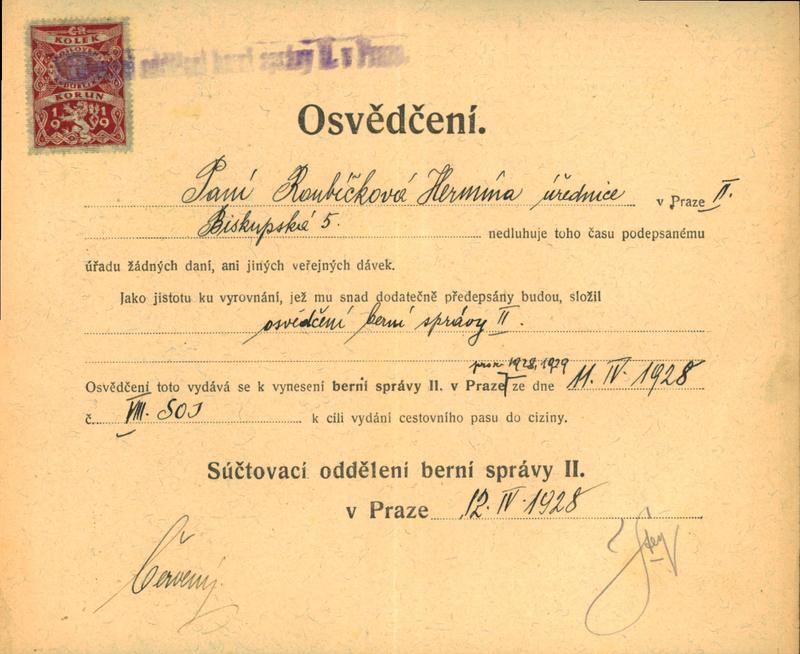 ČR
KOLEK
KORUN
1919
oddělení berní správy II. v Praze.
Osvědčení.
Paní Roubíčková Hermína úřednice v Praze II.
Biskupská 5. nedluhuje toho času podepsanému
úřadu žádných daní, ani jiných veřejných dávek.
Jako jistotu ku vyrovnání, jež mu snad dodatečně předepsány budou, složil
osvědčení berní správy II.
1928, 1929
Osvědčení toto vydává se k vynesení berní správy II. v Praze ze dne 11. IV. 1928
č. VIII. k cíli vydání cestovního pasu do ciziny.
Súčtovací oddělení berní správy II.
v Praze 12. IV. 1928
Červený